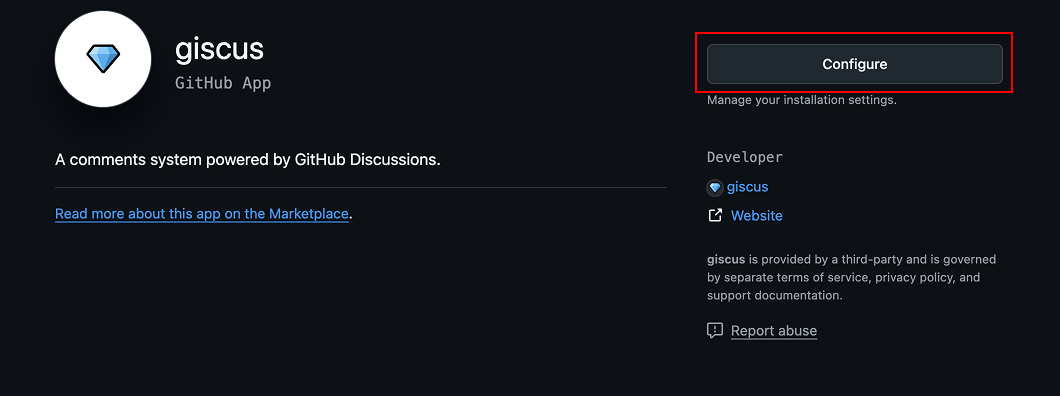 giscus
GitHub App
A comments system powered by GitHub Discussions.
Read more about this app on the Marketplace.
Configure
Manage your installation settings.
Developer
giscus
Website
giscus is provided by a third-party and is governed
by separate terms of service, privacy policy, and
support documentation.
Report abuse